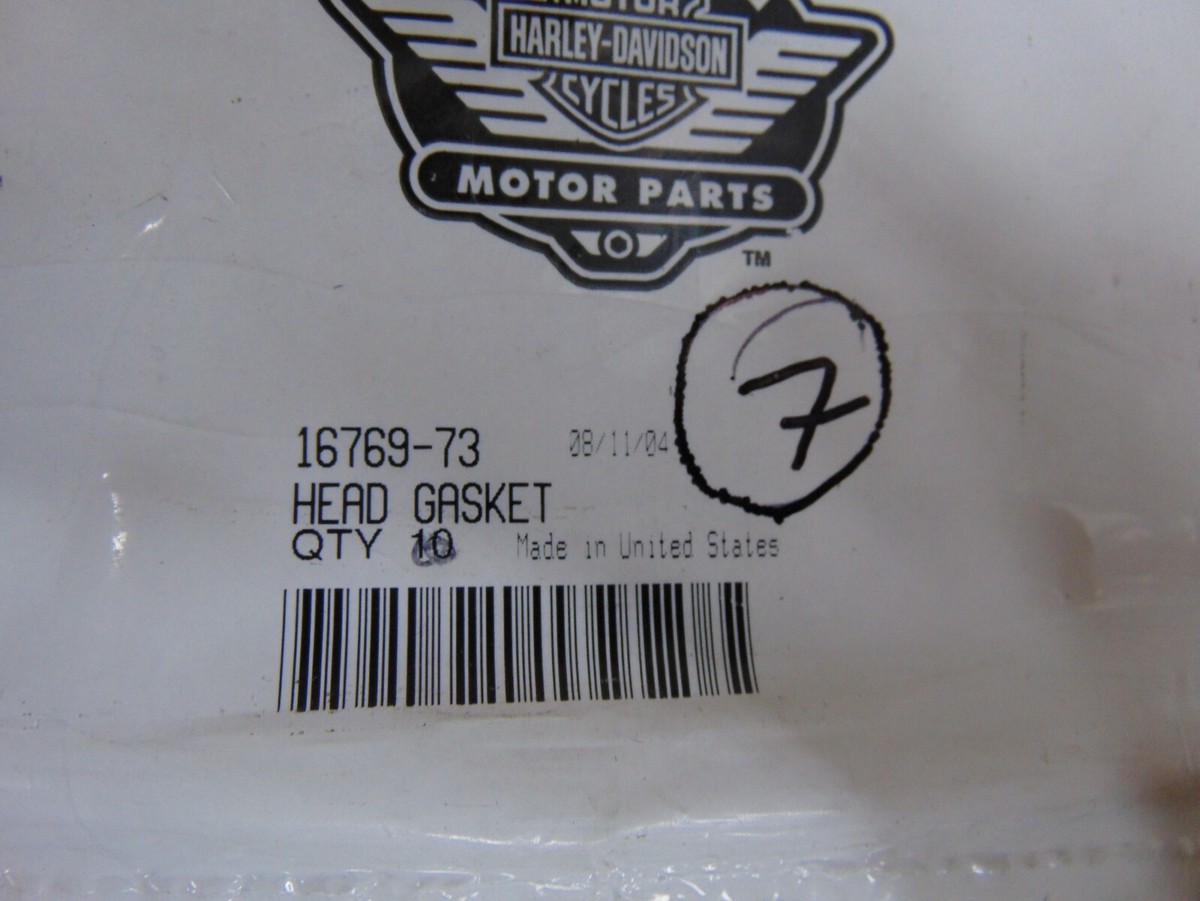 MOTOR
HARLEY-DAVIDSON
CYCLES
MOTOR PARTS
TM
7
16769-73 08/11/04
HEAD GASKET
QTY 10 Made in United States